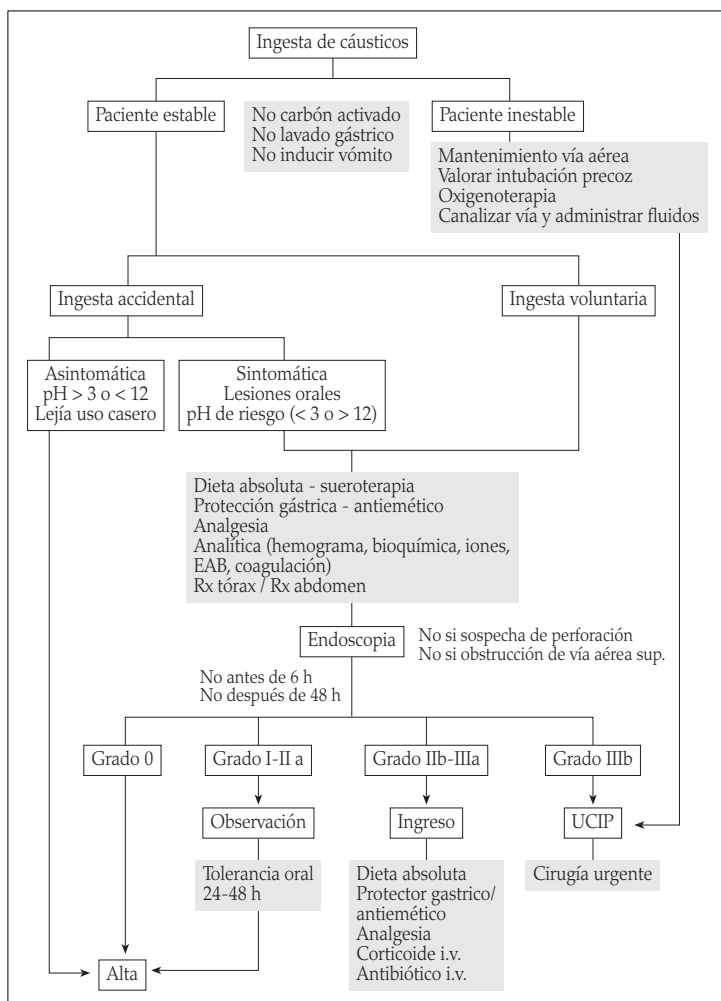 Ingesta de cáusticos
Paciente estable
No carbón activado
No lavado gástrico
No inducir vómito
Paciente inestable
Mantenimiento vía aérea
Valorar intubación precoz
Oxigenoterapia
Canalizar vía y administrar fluidos
Ingesta accidental
Ingesta voluntaria
Asintomática
pH > 3 o < 12
Lejía uso casero
Sintomática
Lesiones orales
pH de riesgo (< 3 o > 12)
Dieta absoluta - sueroterapia
Protección gástrica - antiemético
Analgesia
Analítica (hemograma, bioquímica, iones,
EAB, coagulación)
Rx tórax / Rx abdomen
Endoscopia
No si sospecha de perforación
No si obstrucción de vía aérea sup.
No antes de 6 h
No después de 48 h
Grado 0
Grado I-II a
Grado IIb-IIIa
Grado IIIb
Observación
Ingreso
UCIP
Tolerancia oral
24-48 h
Dieta absoluta
Protector gastrico/
antiemético
Analgesia
Corticoide i.v.
Antibiótico i.v.
Cirugía urgente
Alta